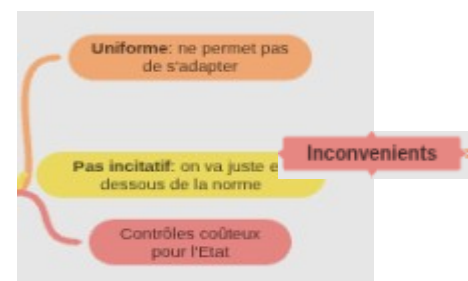 Uniforme: ne permet pas
de s'adapter
Pas incitatif: on va juste e
dessous de la norme
Inconvenients
Contrôles coûteux
pour l'Etat